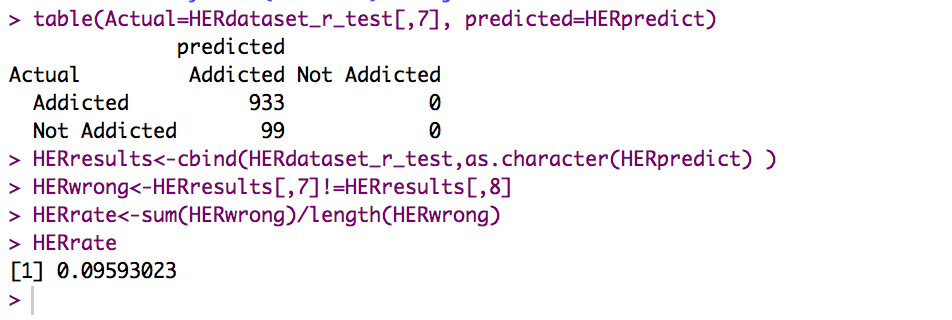 > table(Actual=HERdataset_r_test[,7], predicted=HERpredict)
predicted
Actual Addicted Not Addicted
Addicted 933 0
Not Addicted 99 0
> HERresults<-cbind(HERdataset_r_test,as.character(HERpredict) )
> HERwrong<-HERresults[,7]!=HERresults[,8]
> HERrate<-sum(HERwrong)/length(HERwrong)
> HERrate
[1] 0.09593023
>